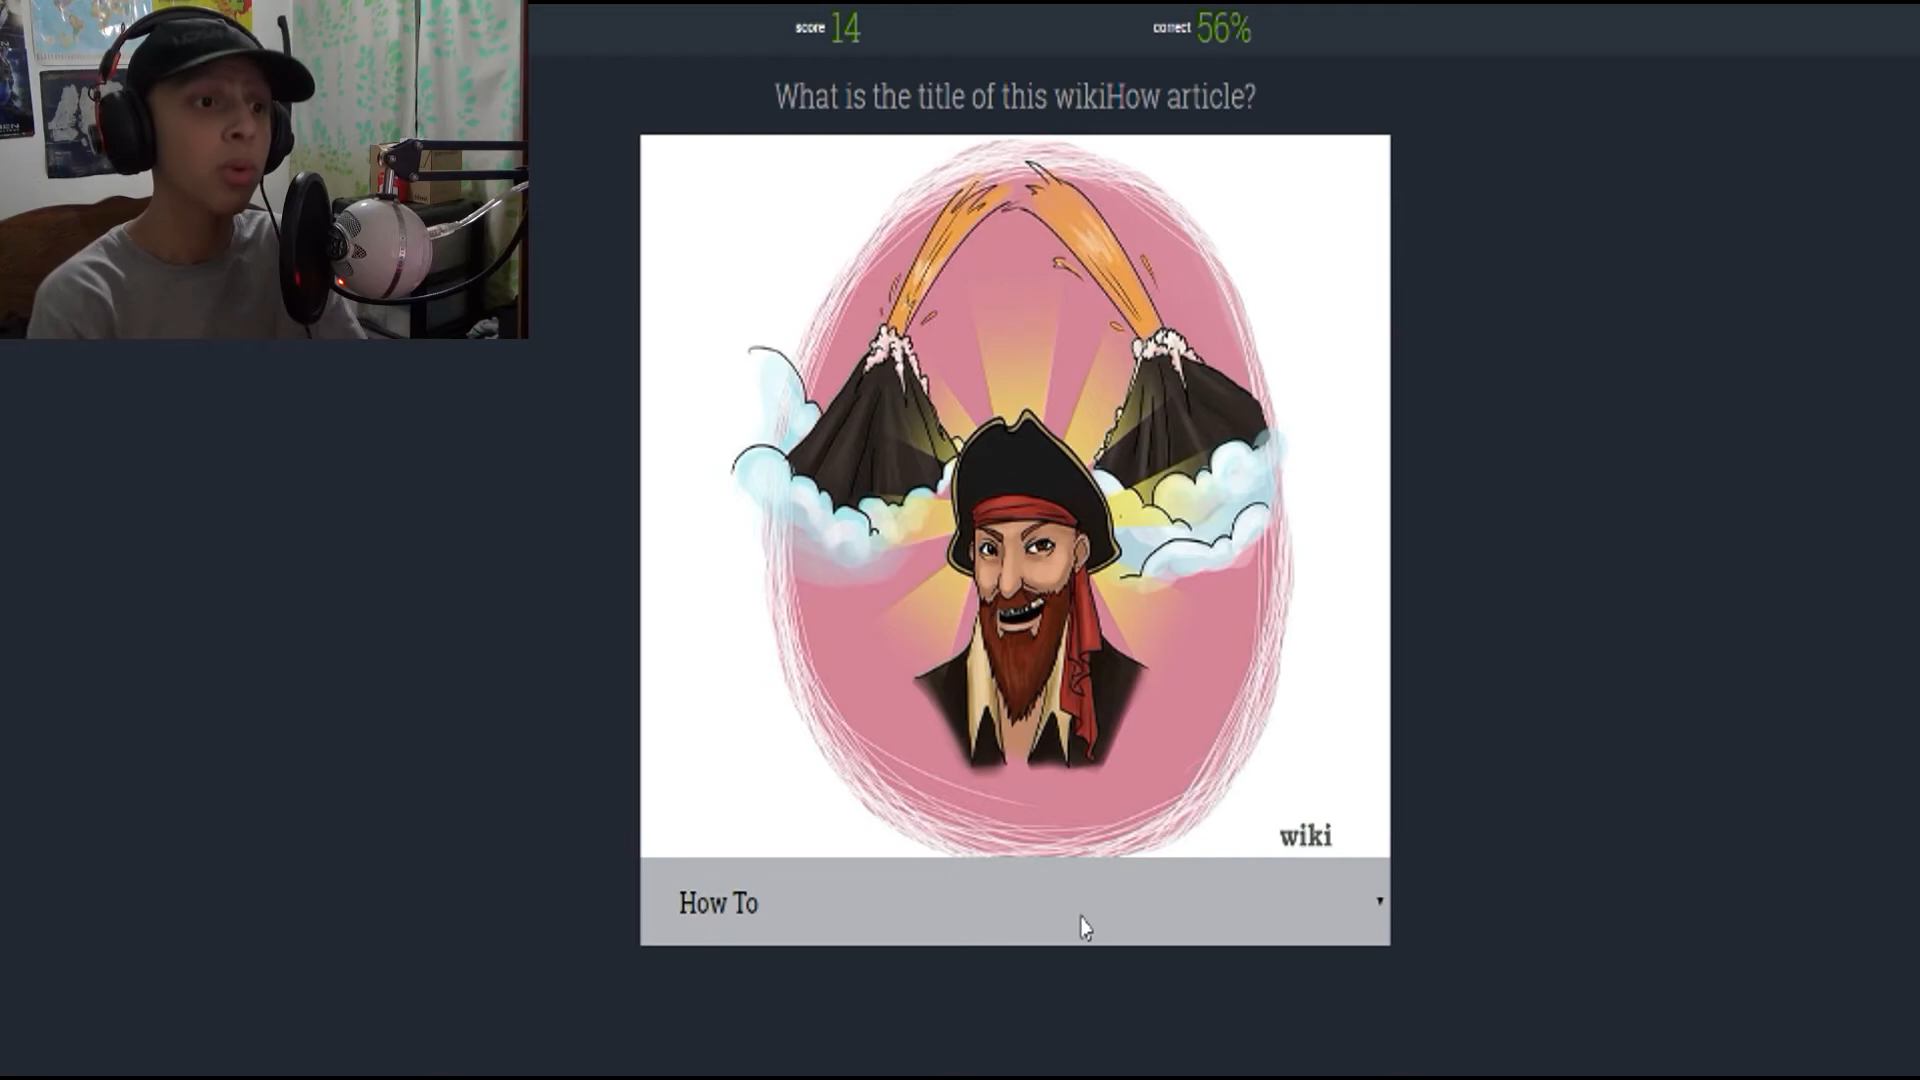 score 14
correct 56%
What is the title of this wikiHow article?
wiki
How To